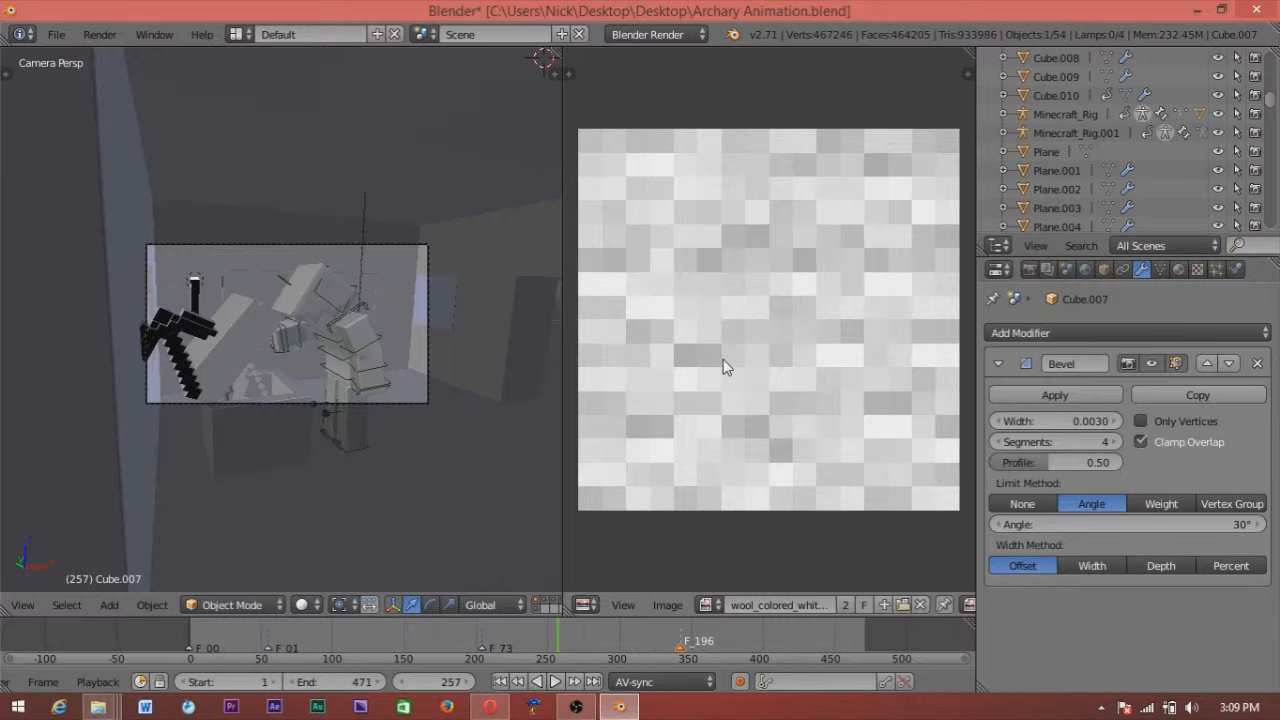 Blender* [C:\Users\Nick\Desktop\Desktop\Archary Animation.blend]
File Render Window Help Default Scene Blender Render v2.71 | Verts:467246 | Faces:464205 | Tris:933986 | Objects:1/54 | Lamps:0/4 | Mem:232.45M | Cube.007
Camera Persp
Cube.008
Cube.009
Cube.010
Minecraft_Rig
Minecraft_Rig.001
Plane
Plane.001
Plane.002
Plane.003
Plane.004
View Search All Scenes
Cube.007
Add Modifier
Bevel
Apply Copy
Width: 0.0030 Only Vertices
Segments: 4 Clamp Overlap
Profile: 0.50
Limit Method:
None Angle Weight Vertex Group
Angle: 30°
Width Method:
Offset Width Depth Percent
(257) Cube.007
View Select Add Object Object Mode Global
View Image wool_colored_whit... 2 F
F_00 F_01 F_73 F_196
-100 -50 0 50 100 150 200 250 300 350 400 450 500
Frame Playback Start: 1 End: 471 257 AV-sync
3:09 PM